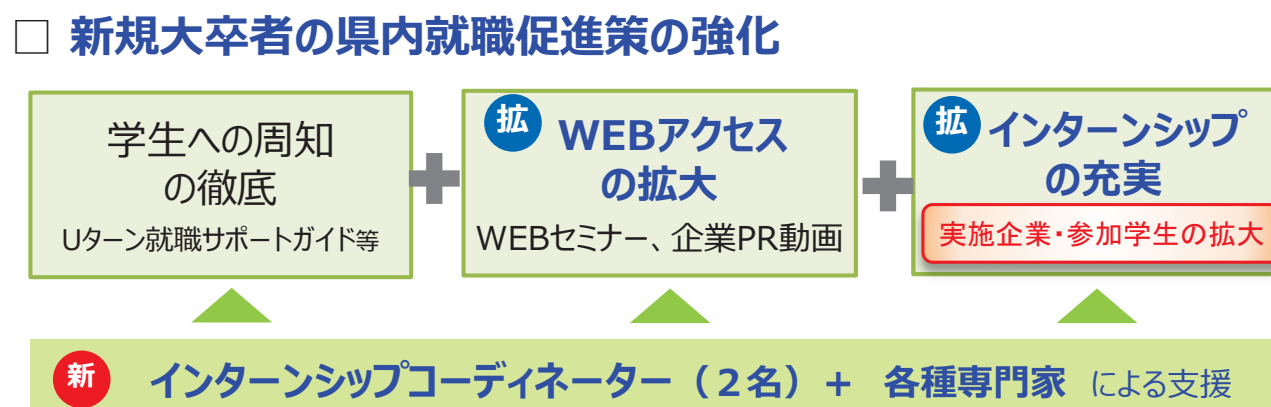 □ 新規大卒者の県内就職促進策の強化
学生への周知
の徹底
Uターン就職サポートガイド等
拡 WEBアクセス
の拡大
WEBセミナー、企業PR動画
拡 インターンシップ
の充実
実施企業・参加学生の拡大
新 インターンシップコーディネーター（２名）＋ 各種専門家 による支援